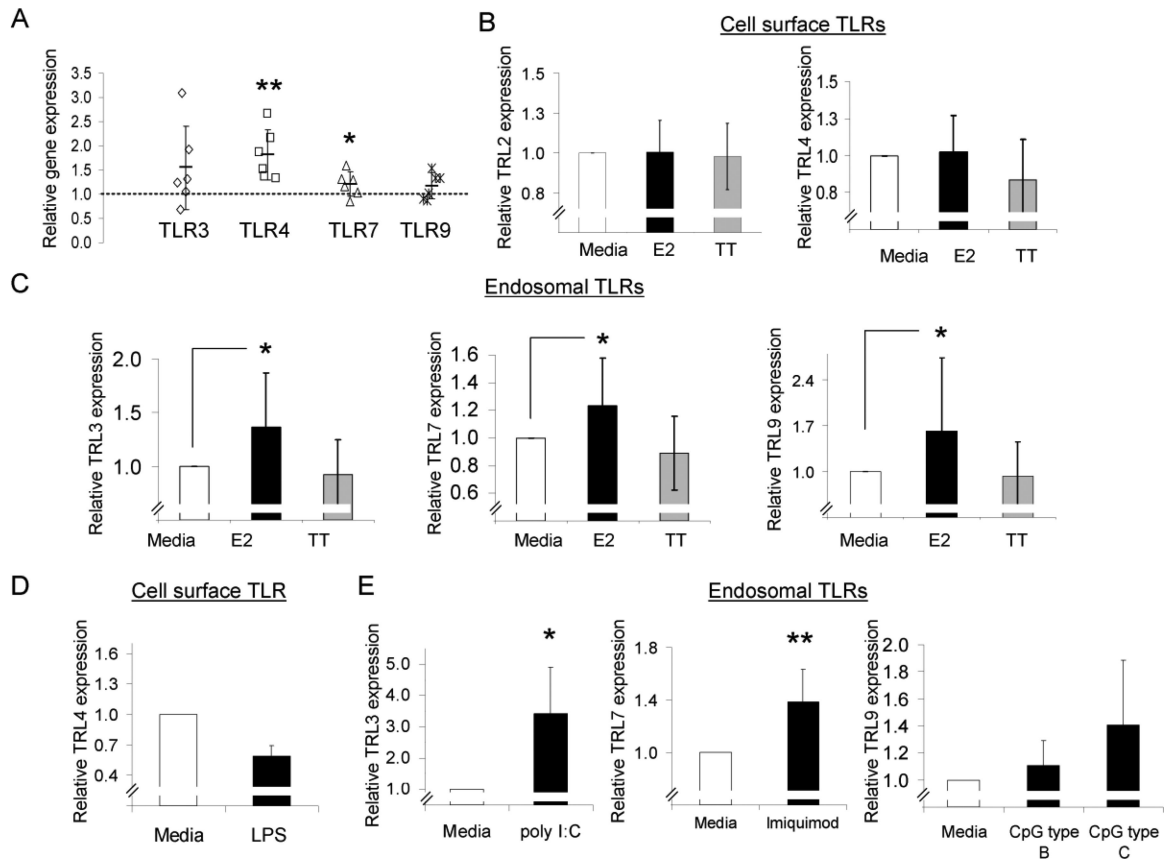 A
Relative gene expression
3.5
3.0
2.5
2.0
1.5
1.0
0.5
0.0
**
*
TLR3 TLR4 TLR7 TLR9
B
Cell surface TLRs
Relative TRL2 expression
1.5
1.3
1.0
0.8
Media E2 TT
Relative TRL4 expression
1.5
1.3
1.0
0.8
Media E2 TT
C
Endosomal TLRs
Relative TRL3 expression
2.0
1.5
1.0
*
Media E2 TT
Relative TRL7 expression
1.6
1.4
1.2
1.0
0.8
0.6
*
Media E2 TT
Relative TRL9 expression
2.4
1.7
1.0
*
Media E2 TT
D
Cell surface TLR
Relative TRL4 expression
1.6
1.3
1.0
0.7
0.4
Media LPS
E
Endosomal TLRs
Relative TRL3 expression
5.0
4.0
3.0
2.0
1.0
*
Media poly I:C
Relative TRL7 expression
1.8
1.4
1.0
**
Media Imiquimod
Relative TRL9 expression
2.0
1.8
1.6
1.4
1.2
1.0
Media CpG type B CpG type C